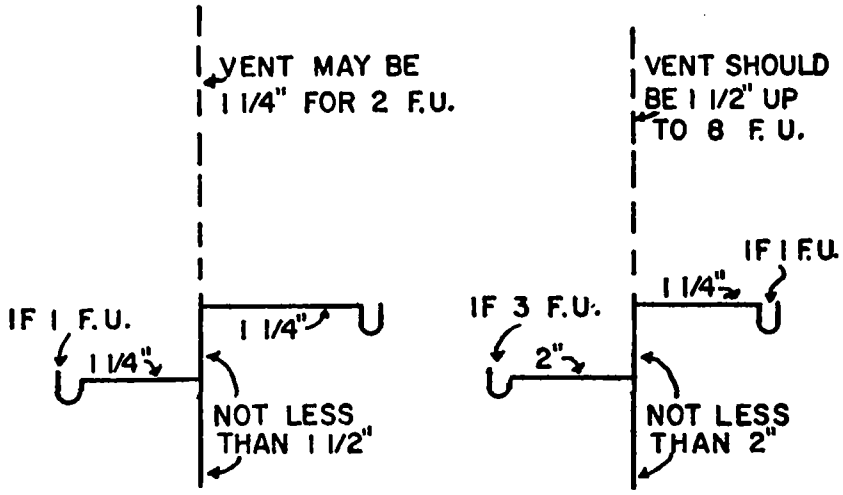 VENT MAY BE
1 1/4" FOR 2 F.U.
IF 1 F.U.
1 1/4"
1 1/4"
NOT LESS
THAN 1 1/2"
VENT SHOULD
BE 1 1/2" UP
TO 8 F.U.
IF 1 F.U.
1 1/4"
IF 3 F.U.
2"
NOT LESS
THAN 2"